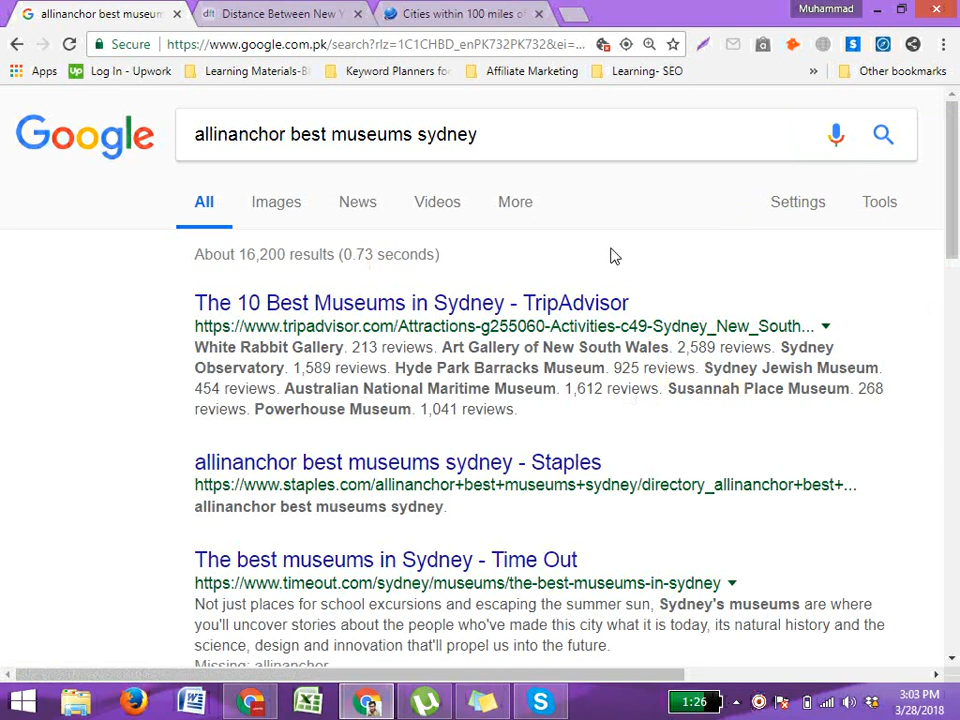 allinanchor best museum
Distance Between New Y
Cities within 100 miles of
Muhammad
Secure
https://www.google.com.pk/search?rlz=1C1CHBD_enPK732PK732&ei=...
Apps
Up
Log In - Upwork
Learning Materials-Bl
Keyword Planners for
Affiliate Marketing
Learning- SEO
»
Other bookmarks
Google
allinanchor best museums sydney
All
Images
News
Videos
More
Settings
Tools
About 16,200 results (0.73 seconds)
The 10 Best Museums in Sydney - TripAdvisor
https://www.tripadvisor.com/Attractions-g255060-Activities-c49-Sydney_New_South...
White Rabbit Gallery. 213 reviews. Art Gallery of New South Wales. 2,589 reviews. Sydney
Observatory. 1,589 reviews. Hyde Park Barracks Museum. 925 reviews. Sydney Jewish Museum.
454 reviews. Australian National Maritime Museum. 1,612 reviews. Susannah Place Museum. 268
reviews. Powerhouse Museum. 1,041 reviews.
allinanchor best museums sydney - Staples
https://www.staples.com/allinanchor+best+museums+sydney/directory_allinanchor+best+...
allinanchor best museums sydney.
The best museums in Sydney - Time Out
https://www.timeout.com/sydney/museums/the-best-museums-in-sydney
Not just places for school excursions and escaping the summer sun, Sydney's museums are where
you'll uncover stories about the people who've made this city what it is today, its natural history and the
science, design and innovation that'll propel us into the future.
Missing: allinanchor
1:26
3:03 PM
3/28/2018